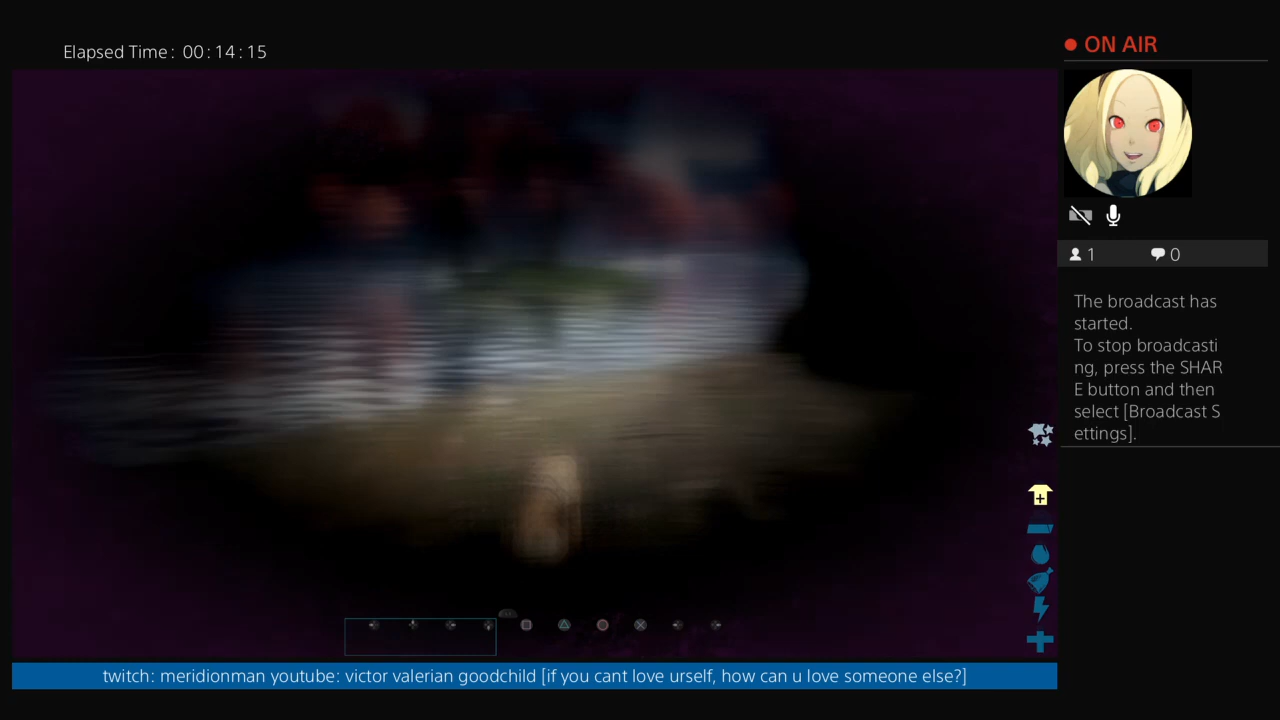 Elapsed Time: 00:14:15
ON AIR
1
0
The broadcast has
started.
To stop broadcasti
ng, press the SHAR
E button and then
select [Broadcast S
ettings].
twitch: meridionman youtube: victor valerian goodchild [if you cant love urself, how can u love someone else?]